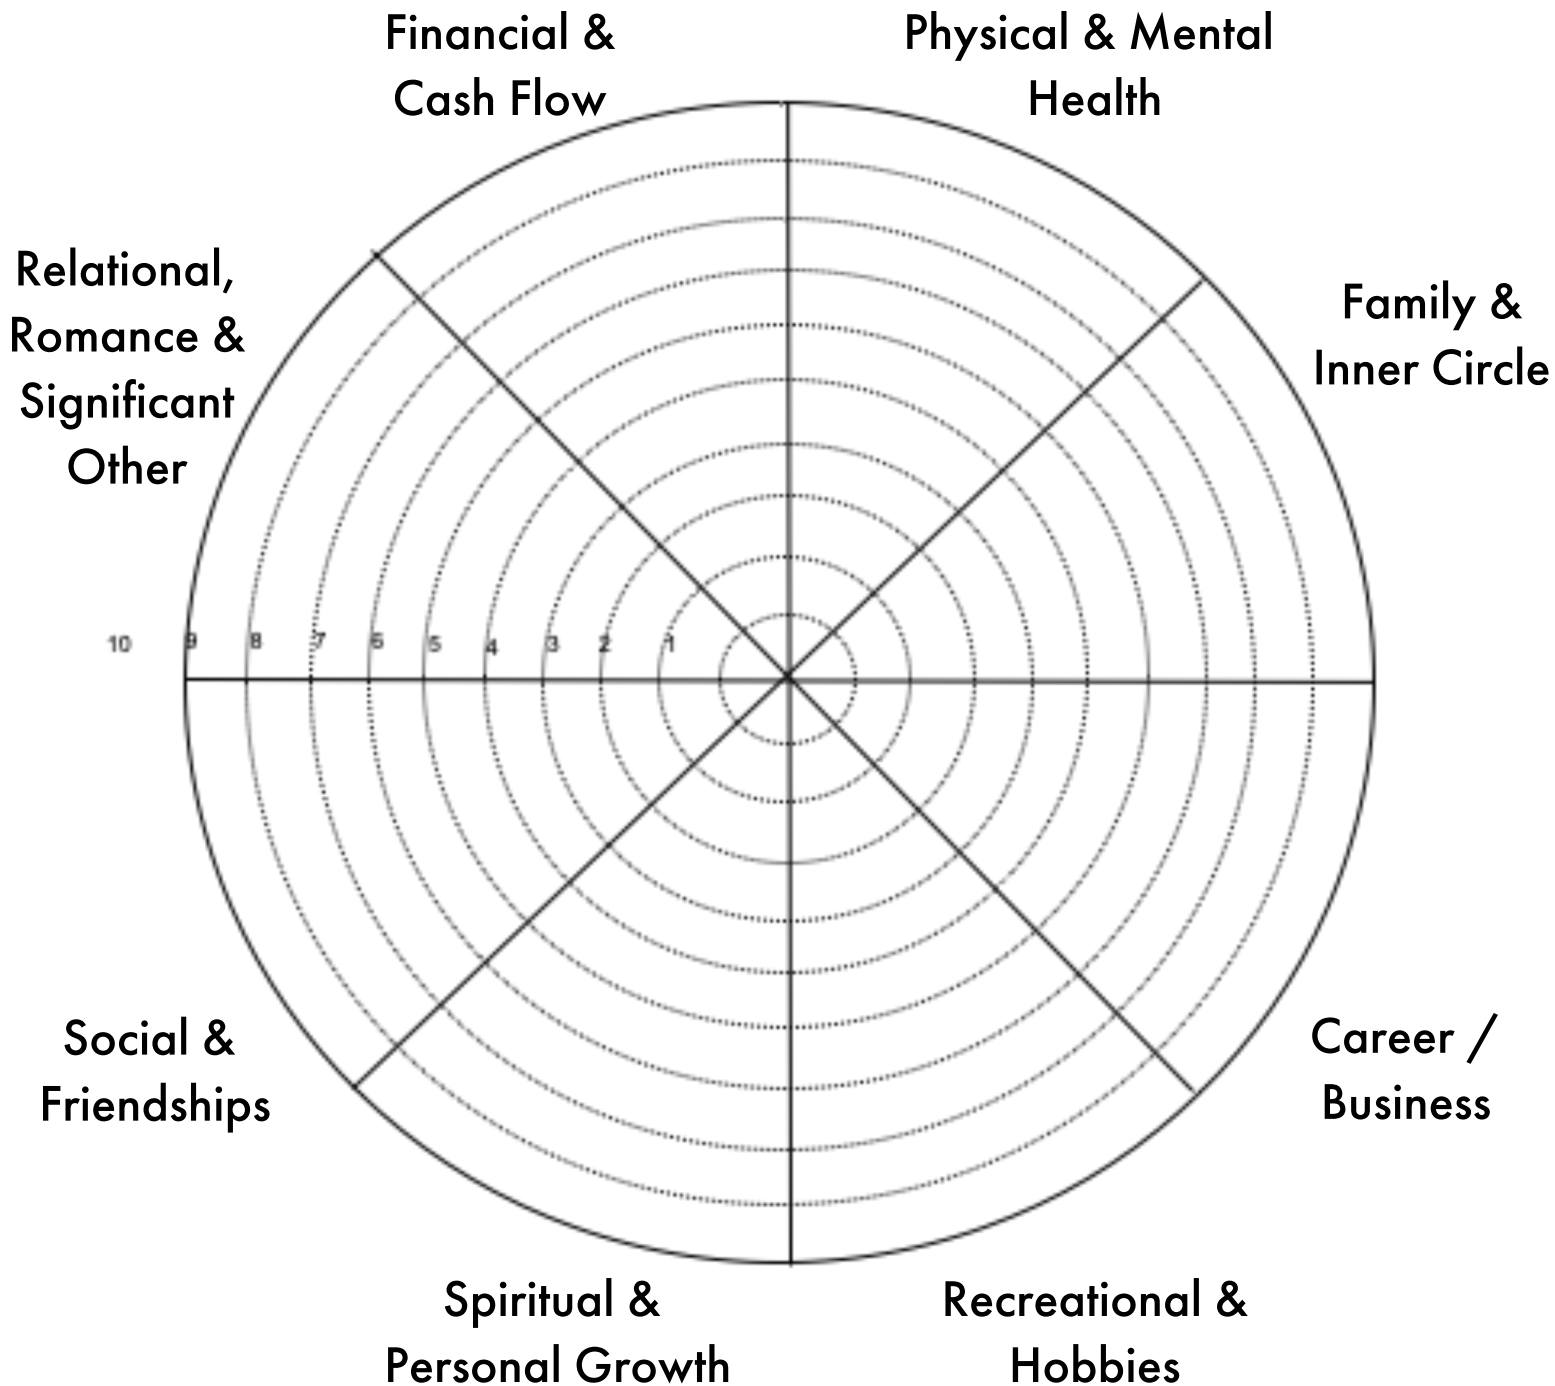 Financial &
Cash Flow
Physical & Mental
Health
Relational,
Romance &
Significant
Other
Family &
Inner Circle
10 9 8 7 6 5 4 3 2 1
Social &
Friendships
Career /
Business
Spiritual &
Personal Growth
Recreational &
Hobbies